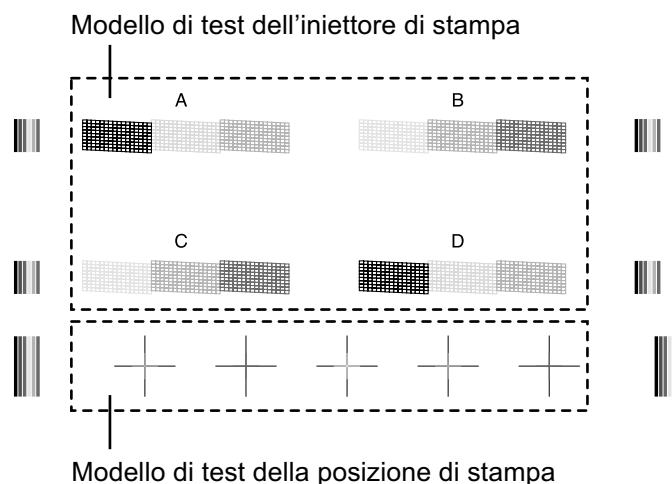 Modello di test dell'iniettore di stampa
A B
C D
Modello di test della posizione di stampa